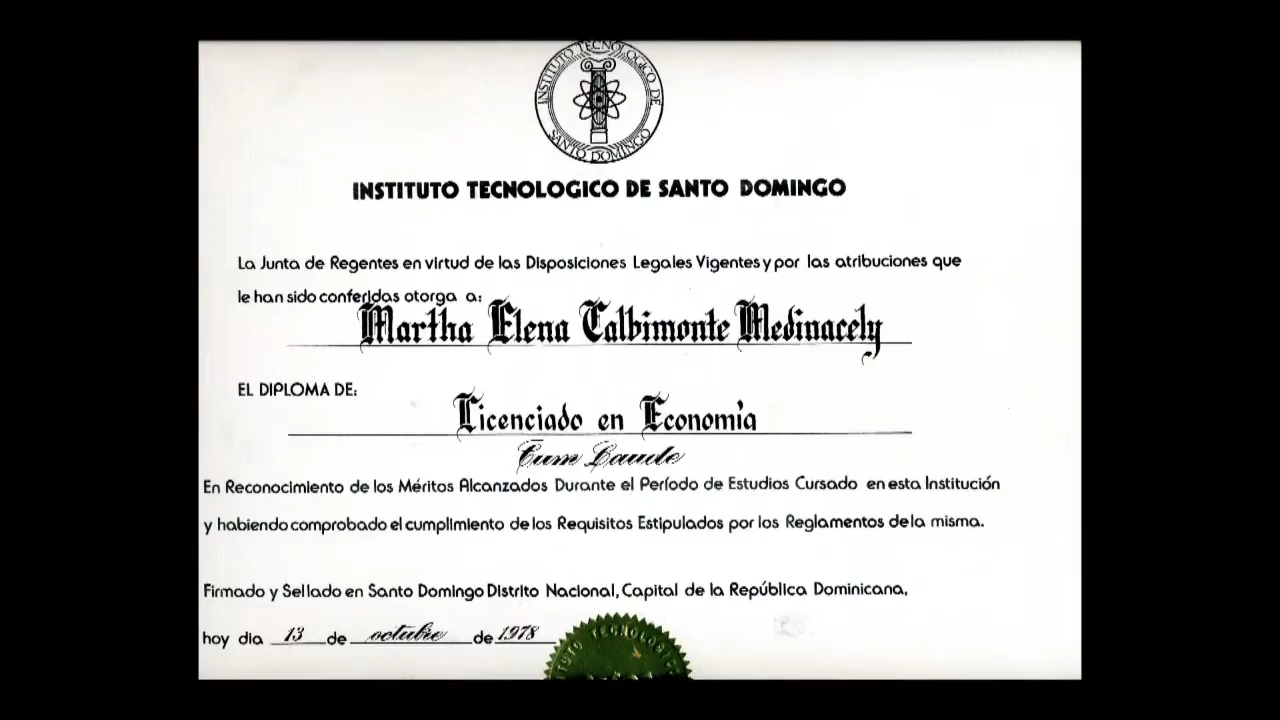 INSTITUTO TECNOLOGICO DE
SANTO DOMINGO
INSTITUTO TECNOLOGICO DE SANTO DOMINGO
La Junta de Regentes en virtud de las Disposiciones Legales Vigentes y por las atribuciones que
le han sido conferidas otorga a:
Martha Elena Talbimonte Medinacely
EL DIPLOMA DE:
Licenciado en Economía
Cum Laude
En Reconocimiento de los Méritos Alcanzados Durante el Período de Estudios Cursado en esta Institución
y habiendo comprobado el cumplimiento de los Requisitos Estipulados por los Reglamentos de la misma.
Firmado y Sellado en Santo Domingo Distrito Nacional, Capital de la República Dominicana,
hoy dia 13 de octubre de 1978
TECNOLOGICO